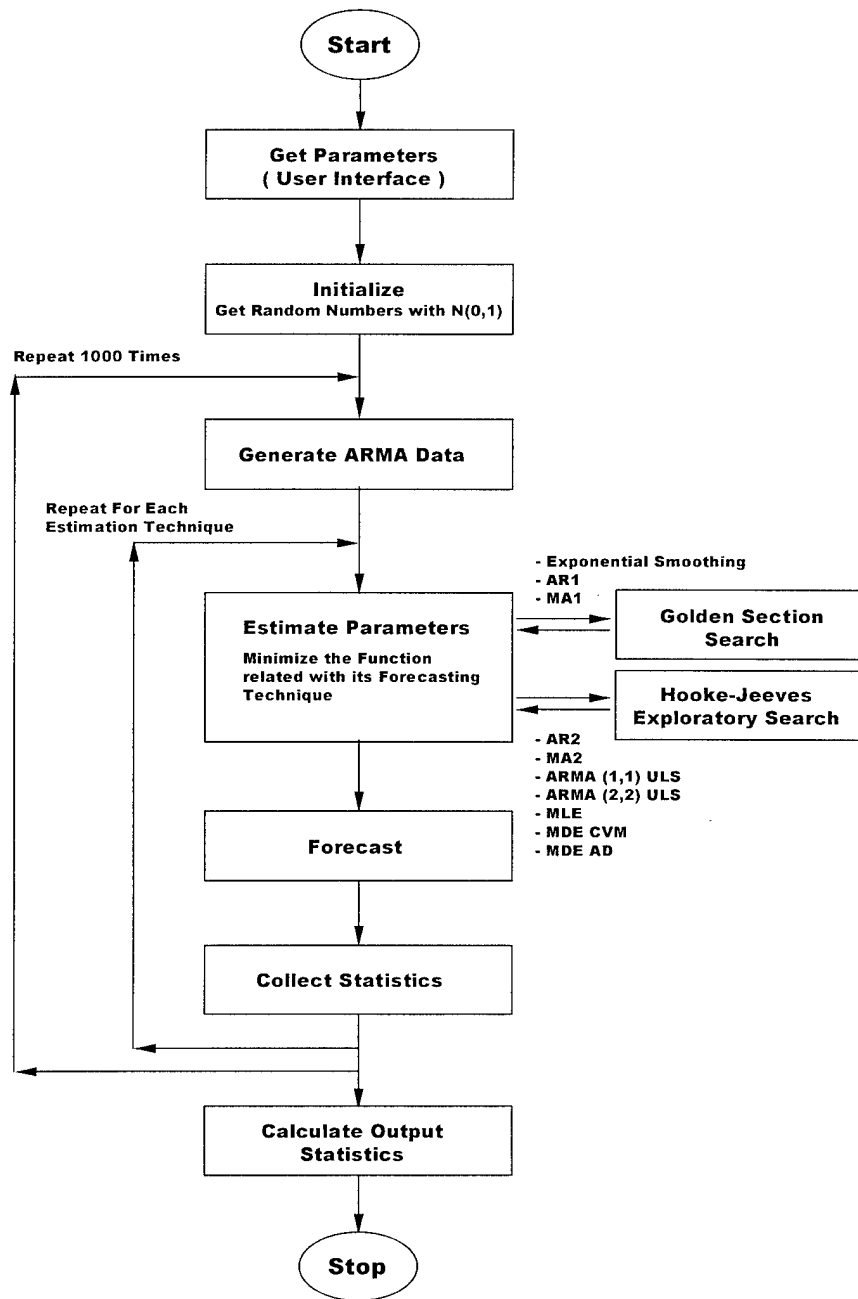 Start
Get Parameters
( User Interface )
Initialize
Get Random Numbers with N(0,1)
Repeat 1000 Times
Generate ARMA Data
Repeat For Each
Estimation Technique
- Exponential Smoothing
- AR1
- MA1
Estimate Parameters
Minimize the Function
related with its Forecasting
Technique
Golden Section
Search
Hooke-Jeeves
Exploratory Search
- AR2
- MA2
- ARMA (1,1) ULS
- ARMA (2,2) ULS
- MLE
- MDE CVM
- MDE AD
Forecast
Collect Statistics
Calculate Output
Statistics
Stop